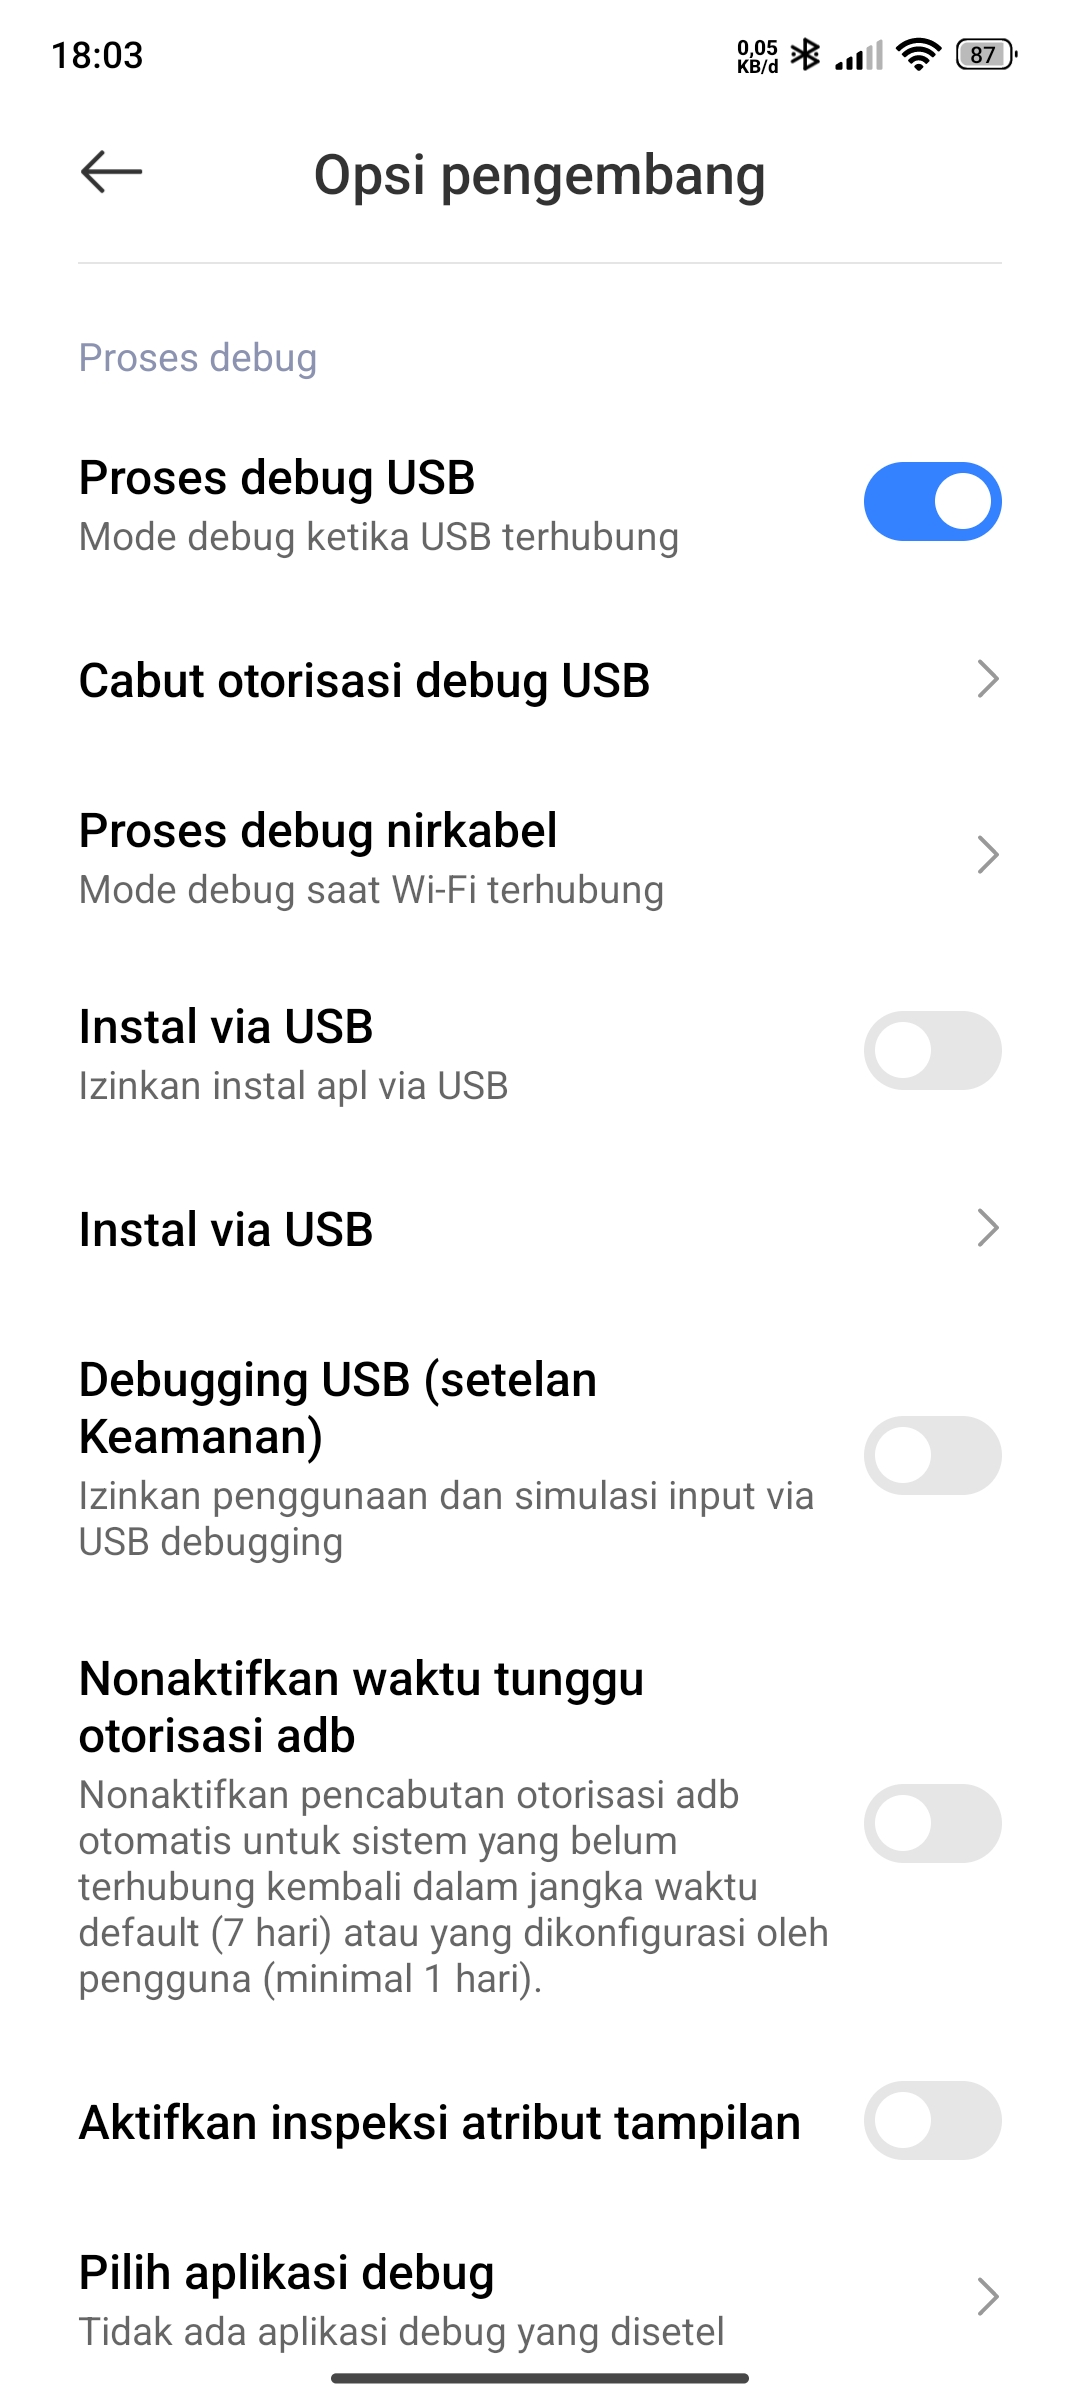 18:03
0,05
KB/d
87
Opsi pengembang
Proses debug
Proses debug USB
Mode debug ketika USB terhubung
Cabut otorisasi debug USB
Proses debug nirkabel
Mode debug saat Wi-Fi terhubung
Instal via USB
Izinkan instal apl via USB
Instal via USB
Debugging USB (setelan
Keamanan)
Izinkan penggunaan dan simulasi input via
USB debugging
Nonaktifkan waktu tunggu
otorisasi adb
Nonaktifkan pencabutan otorisasi adb
otomatis untuk sistem yang belum
terhubung kembali dalam jangka waktu
default (7 hari) atau yang dikonfigurasi oleh
pengguna (minimal 1 hari).
Aktifkan inspeksi atribut tampilan
Pilih aplikasi debug
Tidak ada aplikasi debug yang disetel